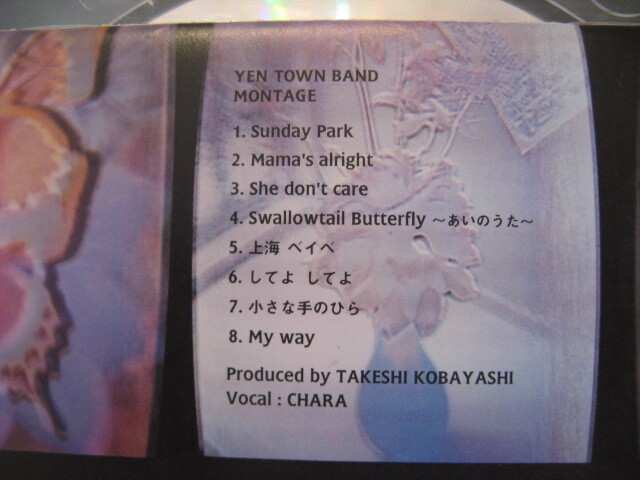 YEN TOWN BAND
MONTAGE
1. Sunday Park
2. Mama's alright
3. She don't care
4. Swallowtail Butterfly ～あいのうた～
5. 上海 ベイベ
6. してよ してよ
7. 小さな手のひら
8. My way
Produced by TAKESHI KOBAYASHI
Vocal : CHARA